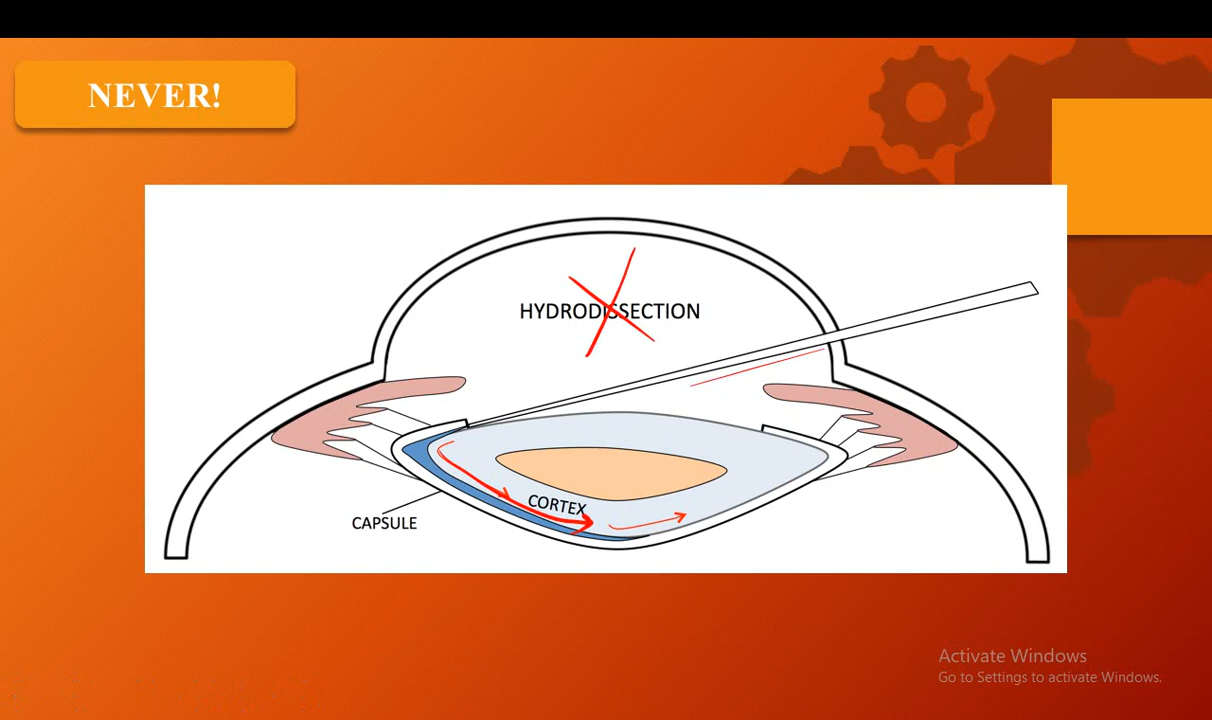 NEVER!
HYDRODISSECTION
CORTEX
CAPSULE
Activate Windows
Go to Settings to activate Windows.